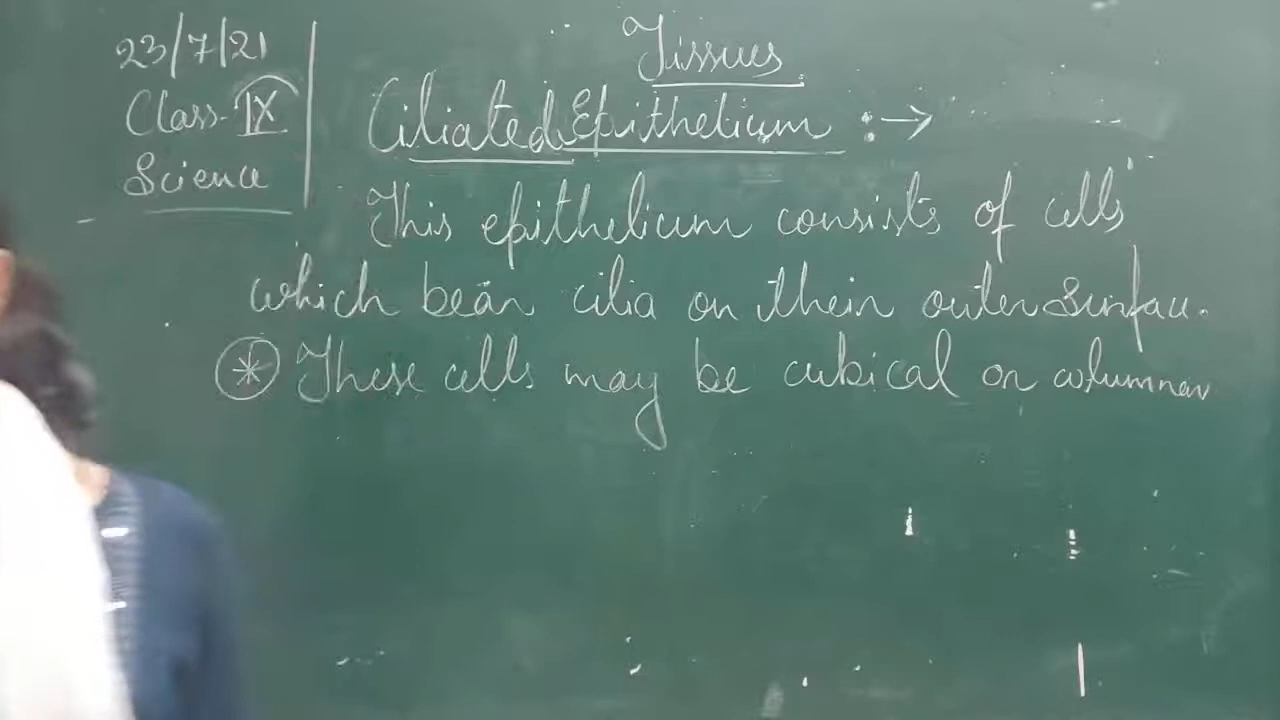 23/7/21
Class-IX
Science
Tissues
Ciliated Epithelium :→
This epithelium consists of cells
which bear cilia on their outer surface.
* These cells may be cubical or columnar